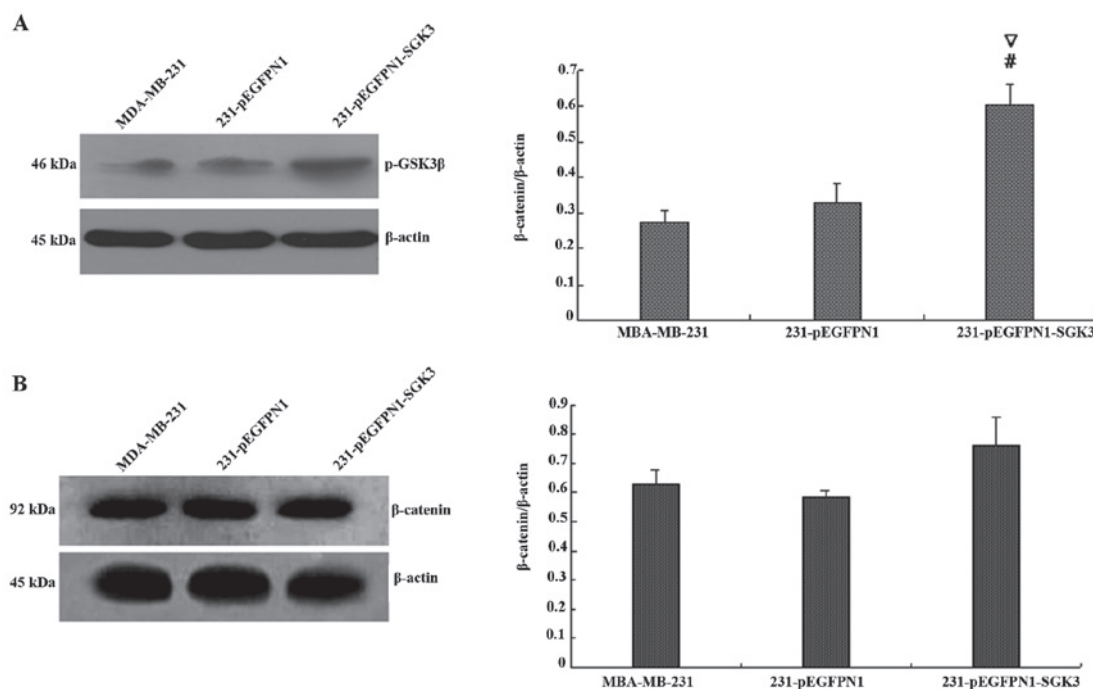 A
MDA-MB-231
231-pEGFPN1
231-pEGFPN1-SGK3
46 kDa
p-GSK3β
45 kDa
β-actin
▽
#
β-catenin/β-actin
0.7
0.6
0.5
0.4
0.3
0.2
0.1
0
MBA-MB-231
231-pEGFPN1
231-pEGFPN1-SGK3
B
MDA-MB-231
231-pEGFPN1
231-pEGFPN1-SGK3
92 kDa
β-catenin
45 kDa
β-actin
β-catenin/β-actin
0.9
0.8
0.7
0.6
0.5
0.4
0.3
0.2
0.1
0
MBA-MB-231
231-pEGFPN1
231-pEGFPN1-SGK3